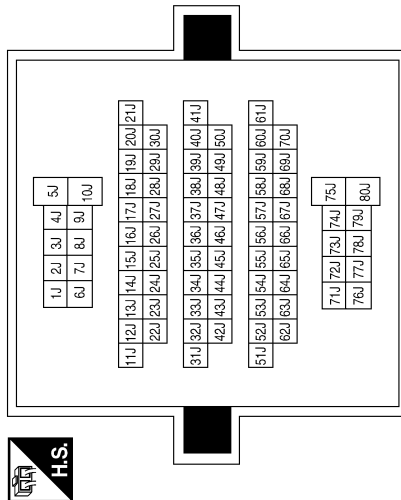 1J 2J 3J 4J 5J
6J 7J 8J 9J 10J
11J 12J 13J 14J 15J 16J 17J 18J 19J 20J 21J
22J 23J 24J 25J 26J 27J 28J 29J 30J
31J 32J 33J 34J 35J 36J 37J 38J 39J 40J 41J
42J 43J 44J 45J 46J 47J 48J 49J 50J
51J 52J 53J 54J 55J 56J 57J 58J 59J 60J 61J
62J 63J 64J 65J 66J 67J 68J 69J 70J
71J 72J 73J 74J 75J
76J 77J 78J 79J 80J
H.S.